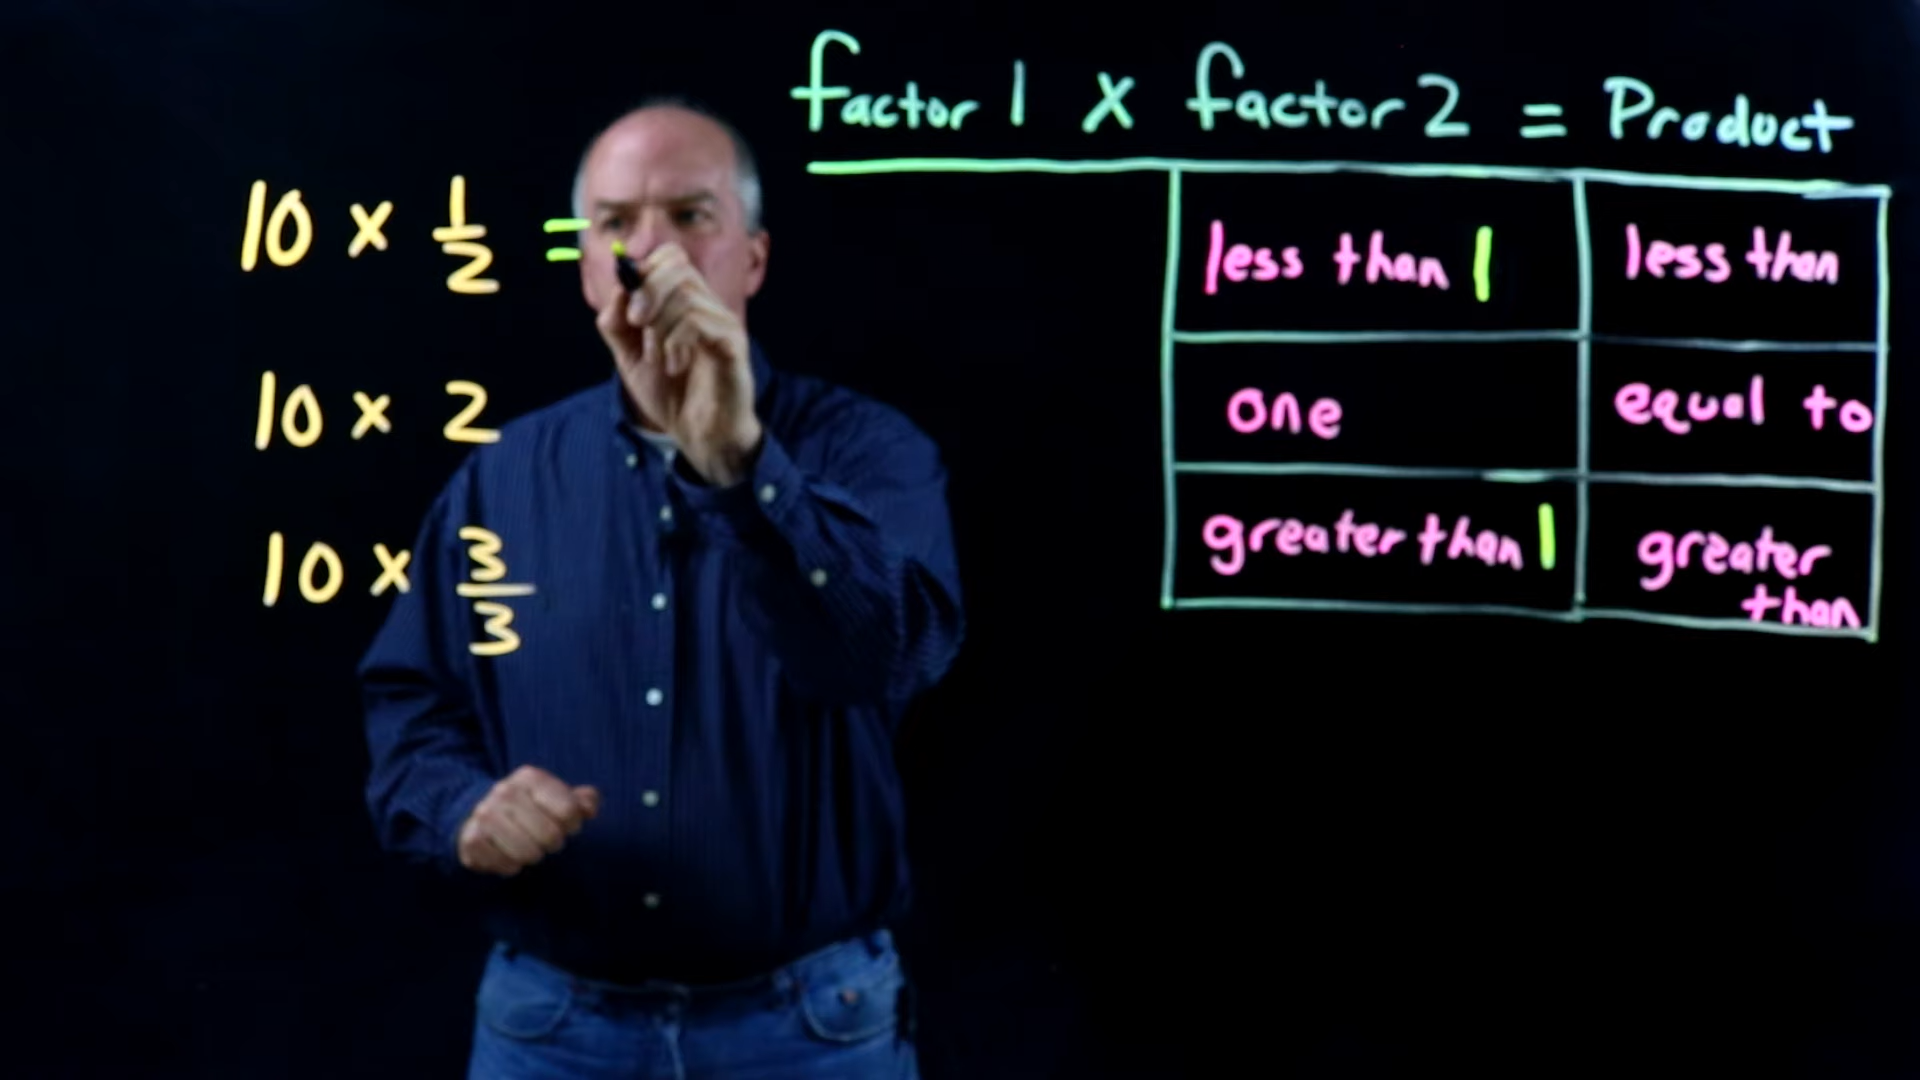 factor 1 x factor 2 = Product
10 x 1/2 =
10 x 2
10 x 3/3
less than 1 less than
one equal to
greater than 1 greater than